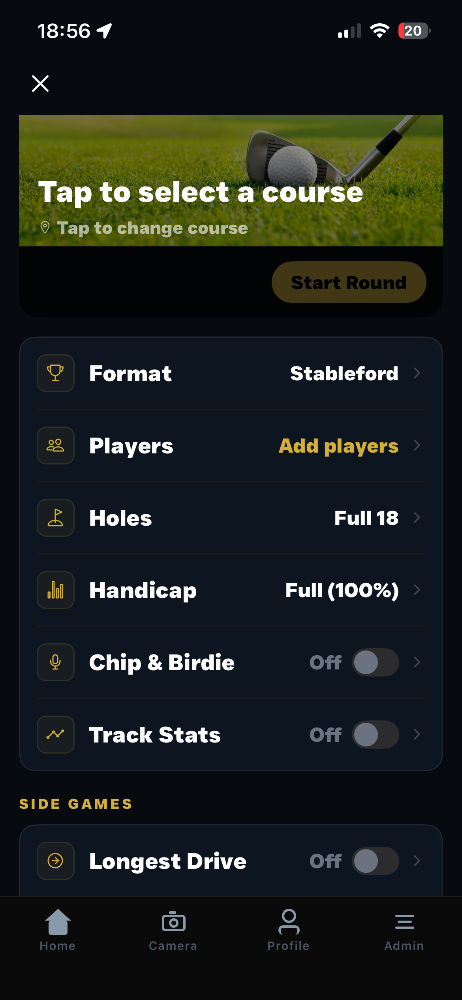 18:56
20
Tap to select a course
Tap to change course
Start Round
Format Stableford
Players Add players
Holes Full 18
Handicap Full (100%)
Chip & Birdie Off
Track Stats Off
SIDE GAMES
Longest Drive Off
Home Camera Profile Admin